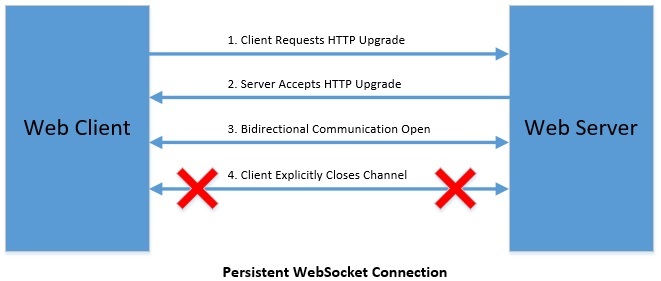 1. Client Requests HTTP Upgrade
2. Server Accepts HTTP Upgrade
Web Client
Web Server
3. Bidirectional Communication Open
4. Client Explicitly Closes Channel
Persistent WebSocket Connection